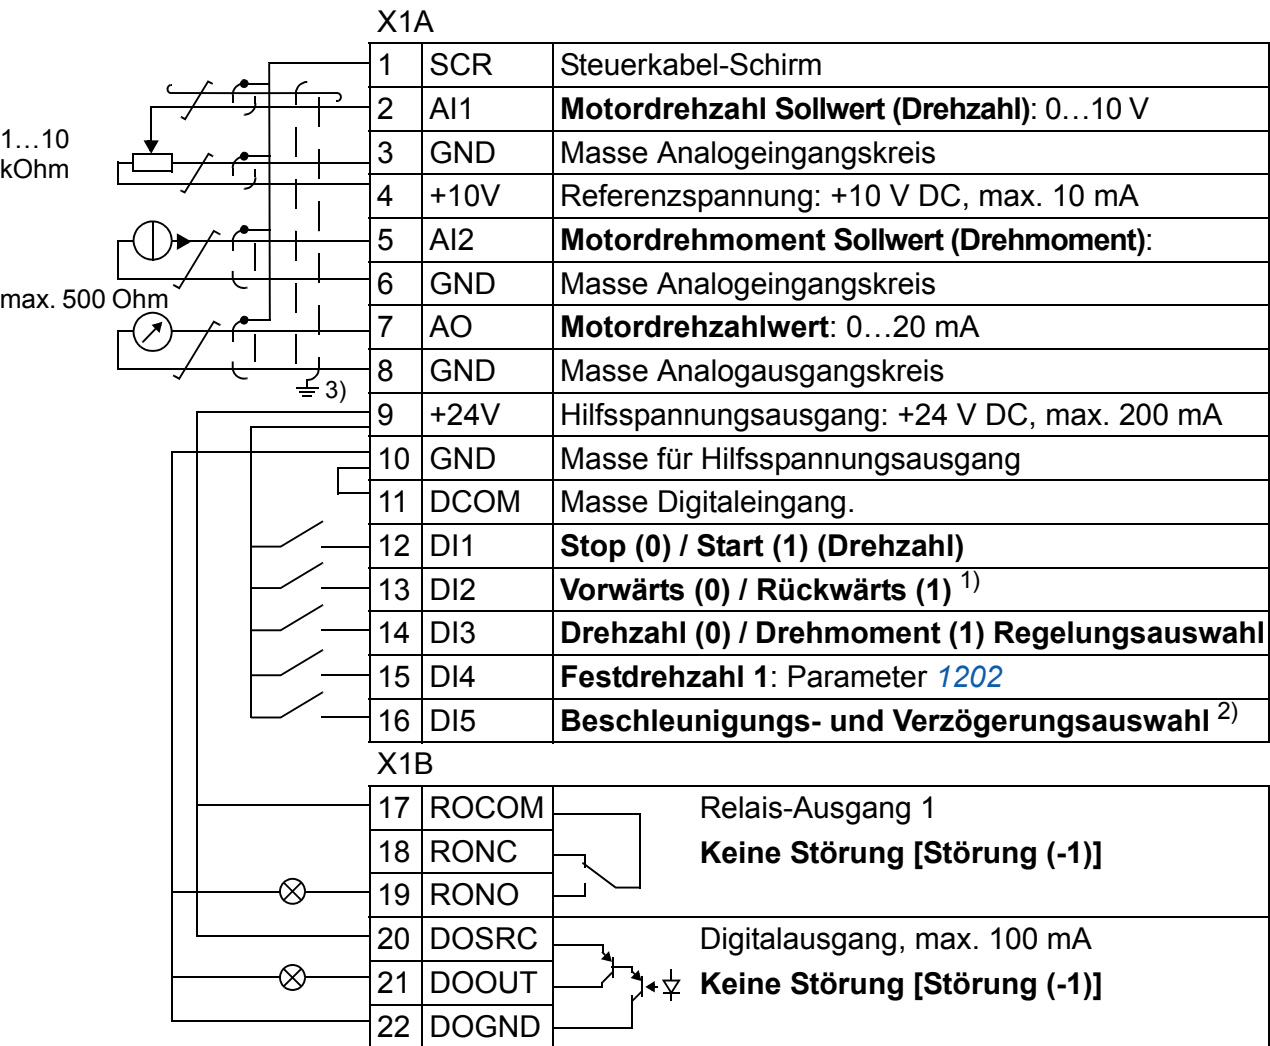 X1A
1 SCR Steuerkabel-Schirm
2 AI1 Motordrehzahl Sollwert (Drehzahl): 0…10 V
1…10
kOhm
3 GND Masse Analogeingangskreis
4 +10V Referenzspannung: +10 V DC, max. 10 mA
5 AI2 Motordrehmoment Sollwert (Drehmoment):
6 GND Masse Analogeingangskreis
max. 500 Ohm
7 AO Motordrehzahlwert: 0…20 mA
8 GND Masse Analogausgangskreis
3)
9 +24V Hilfsspannungsausgang: +24 V DC, max. 200 mA
10 GND Masse für Hilfsspannungsausgang
11 DCOM Masse Digitaleingang.
12 DI1 Stop (0) / Start (1) (Drehzahl)
13 DI2 Vorwärts (0) / Rückwärts (1) 1)
14 DI3 Drehzahl (0) / Drehmoment (1) Regelungsauswahl
15 DI4 Festdrehzahl 1: Parameter 1202
16 DI5 Beschleunigungs- und Verzögerungsauswahl 2)
X1B
17 ROCOM Relais-Ausgang 1
18 RONC Keine Störung [Störung (-1)]
19 RONO
20 DOSRC Digitalausgang, max. 100 mA
21 DOOUT Keine Störung [Störung (-1)]
22 DOGND